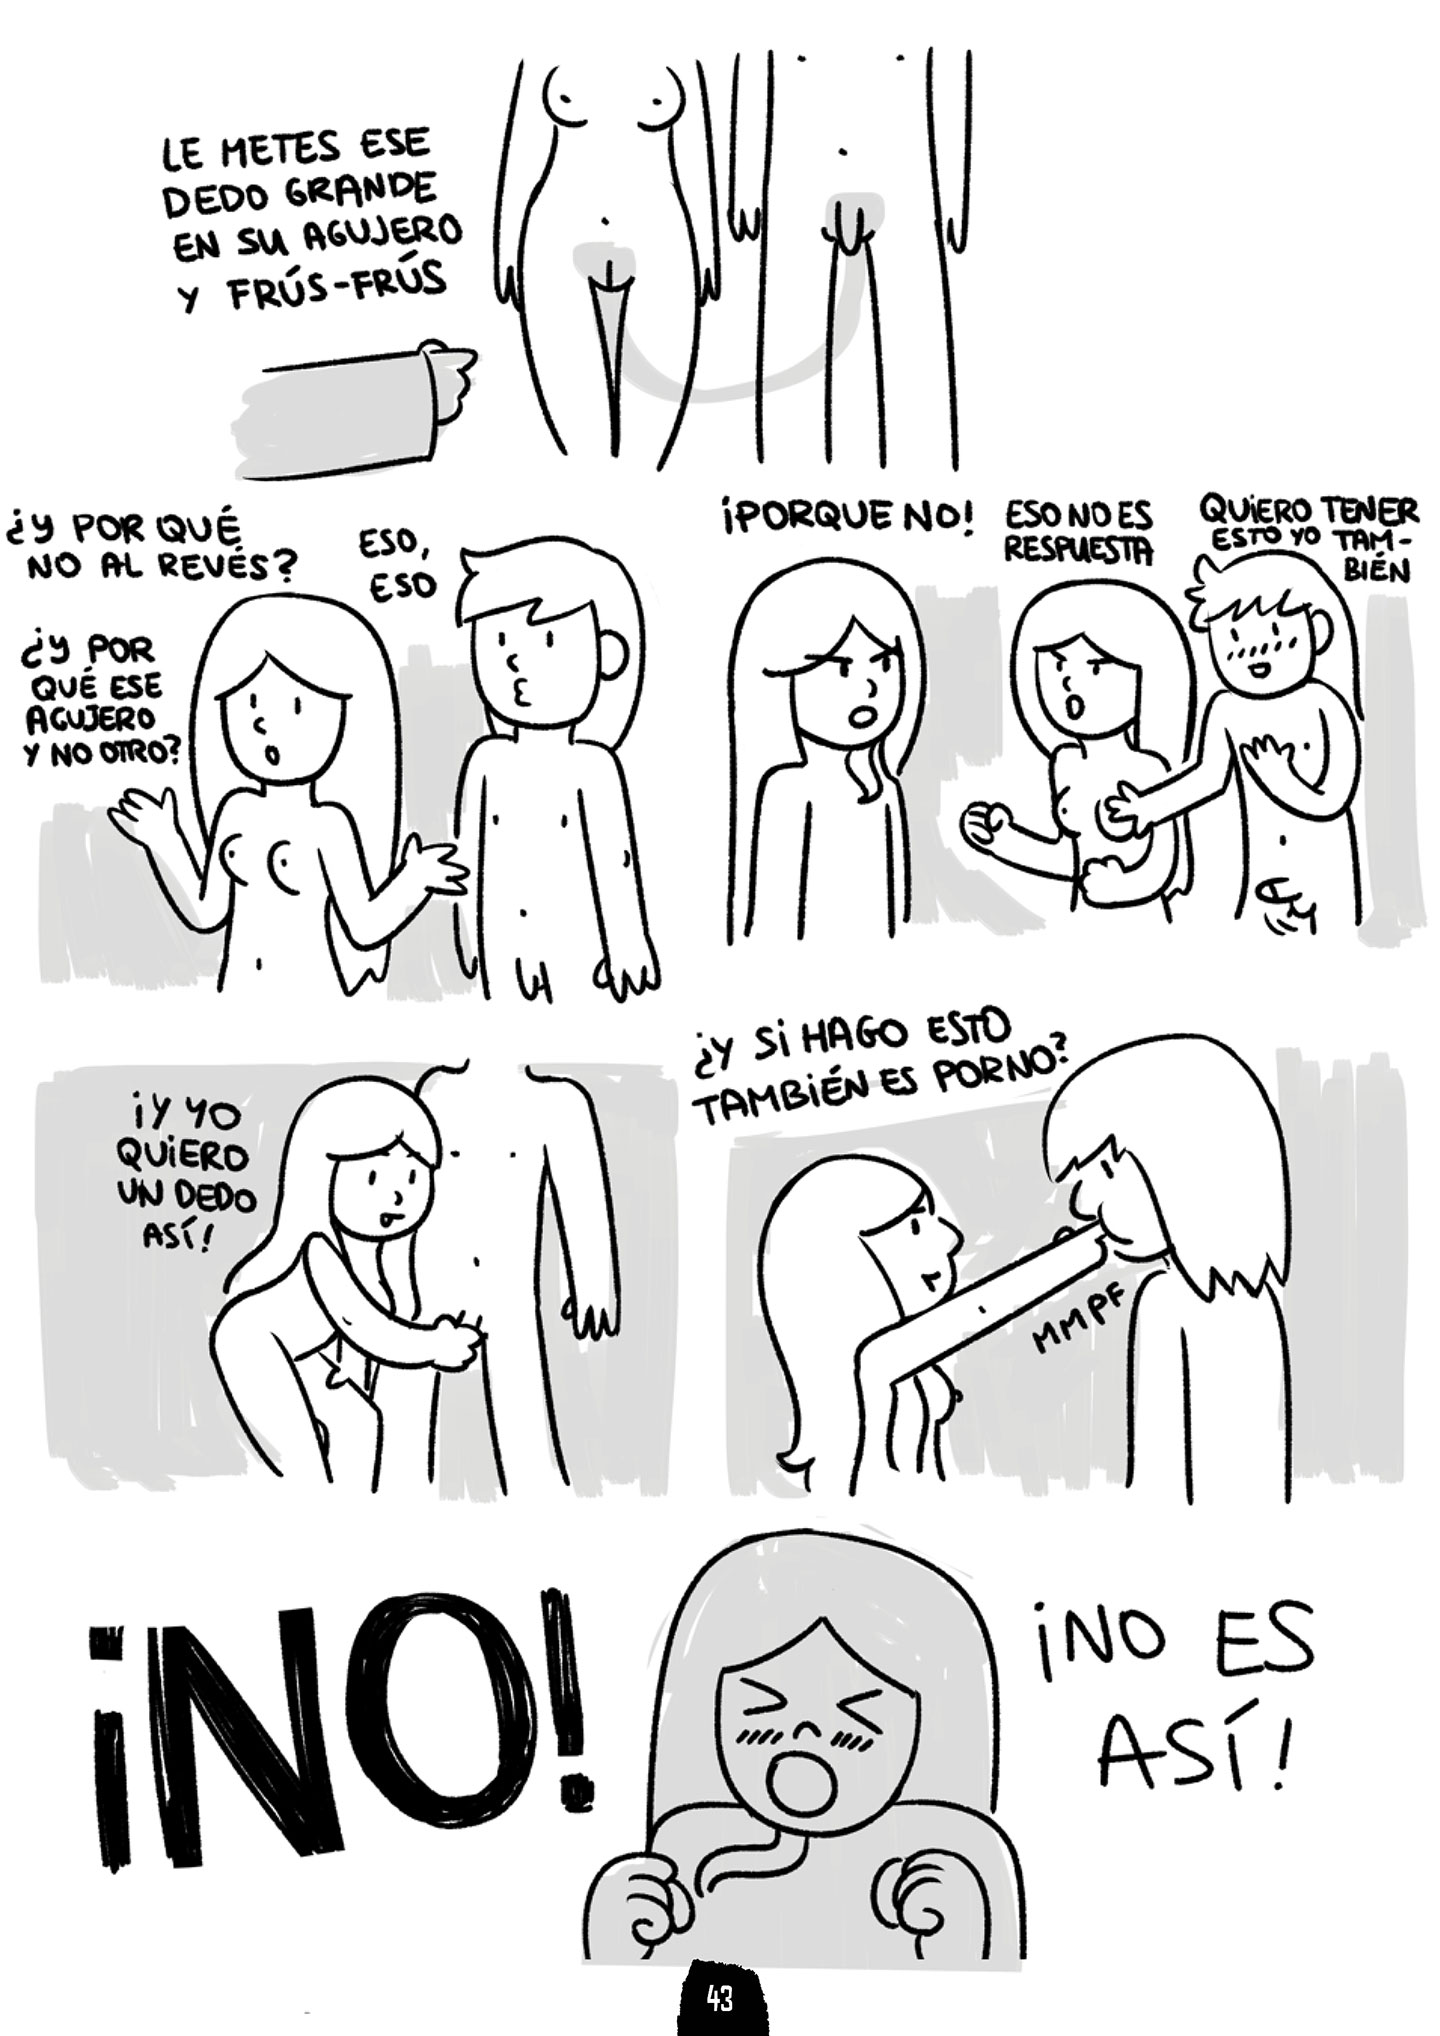 LE METES ESE
DEDO GRANDE
EN SU AGUJERO
Y FRÚS-FRÚS
¿Y POR QUÉ
NO AL REVÉS?
¿Y POR
QUÉ ESE
AGUJERO
Y NO OTRO?
ESO,
ESO
¡PORQUE NO!
ESO NO ES
RESPUESTA
QUIERO TENER
ESTO YO TAM-
BIÉN
¡Y YO
QUIERO
UN DEDO
ASÍ!
¿Y SI HAGO ESTO
TAMBIÉN ES PORNO?
MMPF
¡NO!
¡NO ES
ASÍ!
43